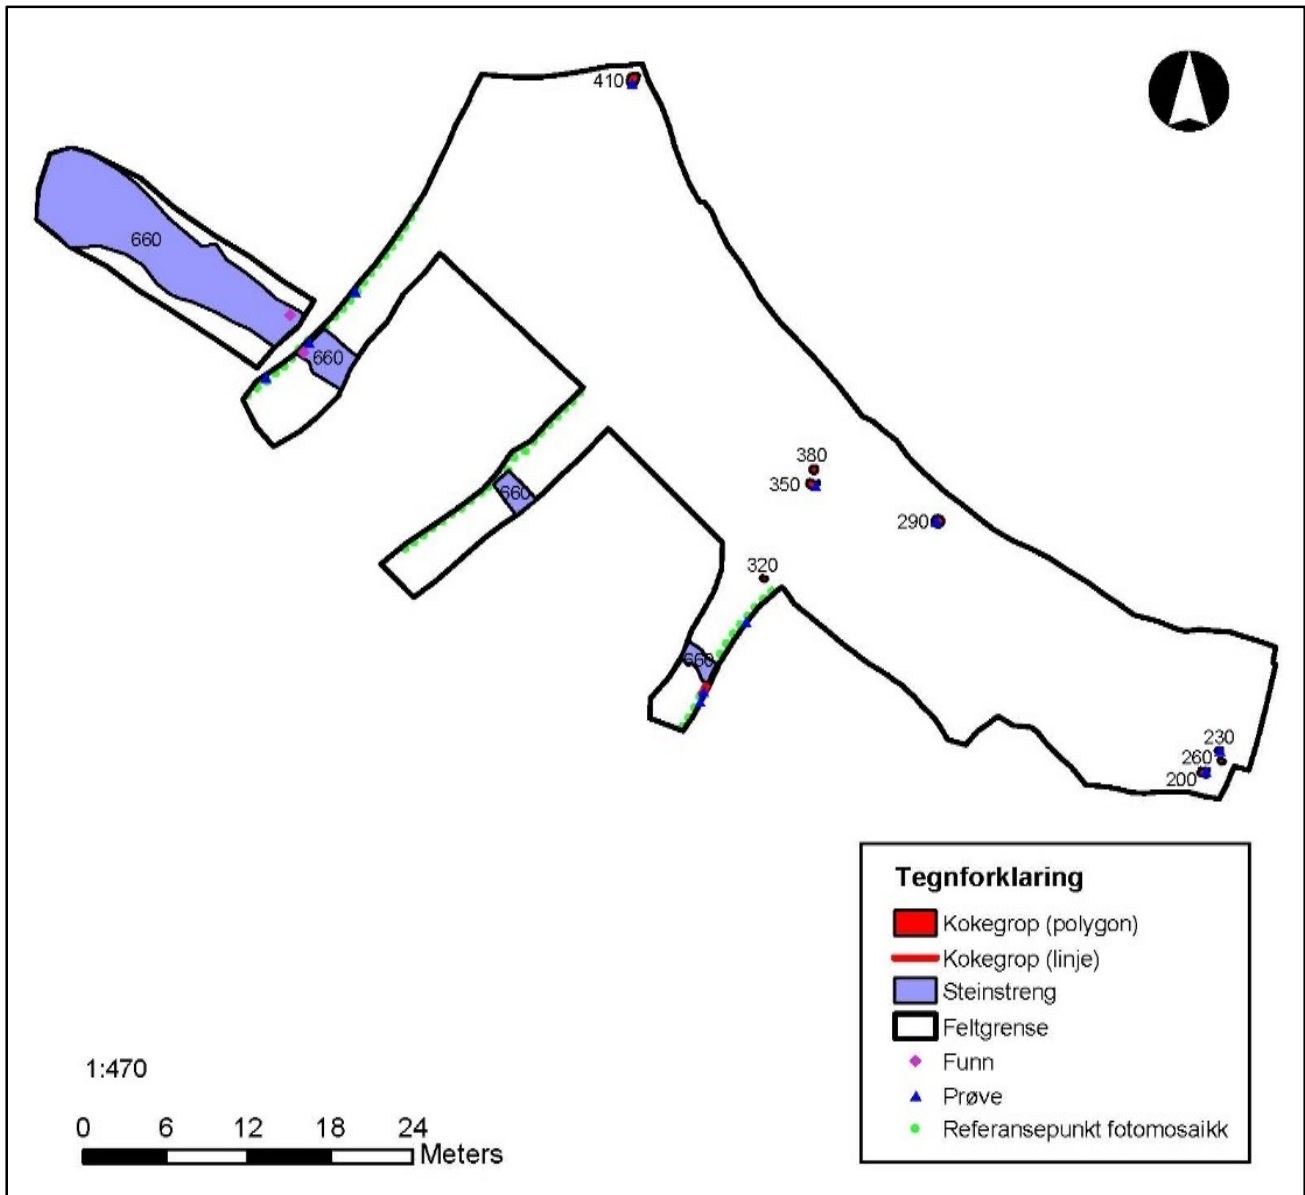 410
660
660
380
350
660
290
320
660
230
260
200
Tegnforklaring
Kokegrop (polygon)
Kokegrop (linje)
Steinstreng
Feltgrense
Funn
Prøve
Referansepunkt fotomosaikk
1:470
0 6 12 18 24
Meters